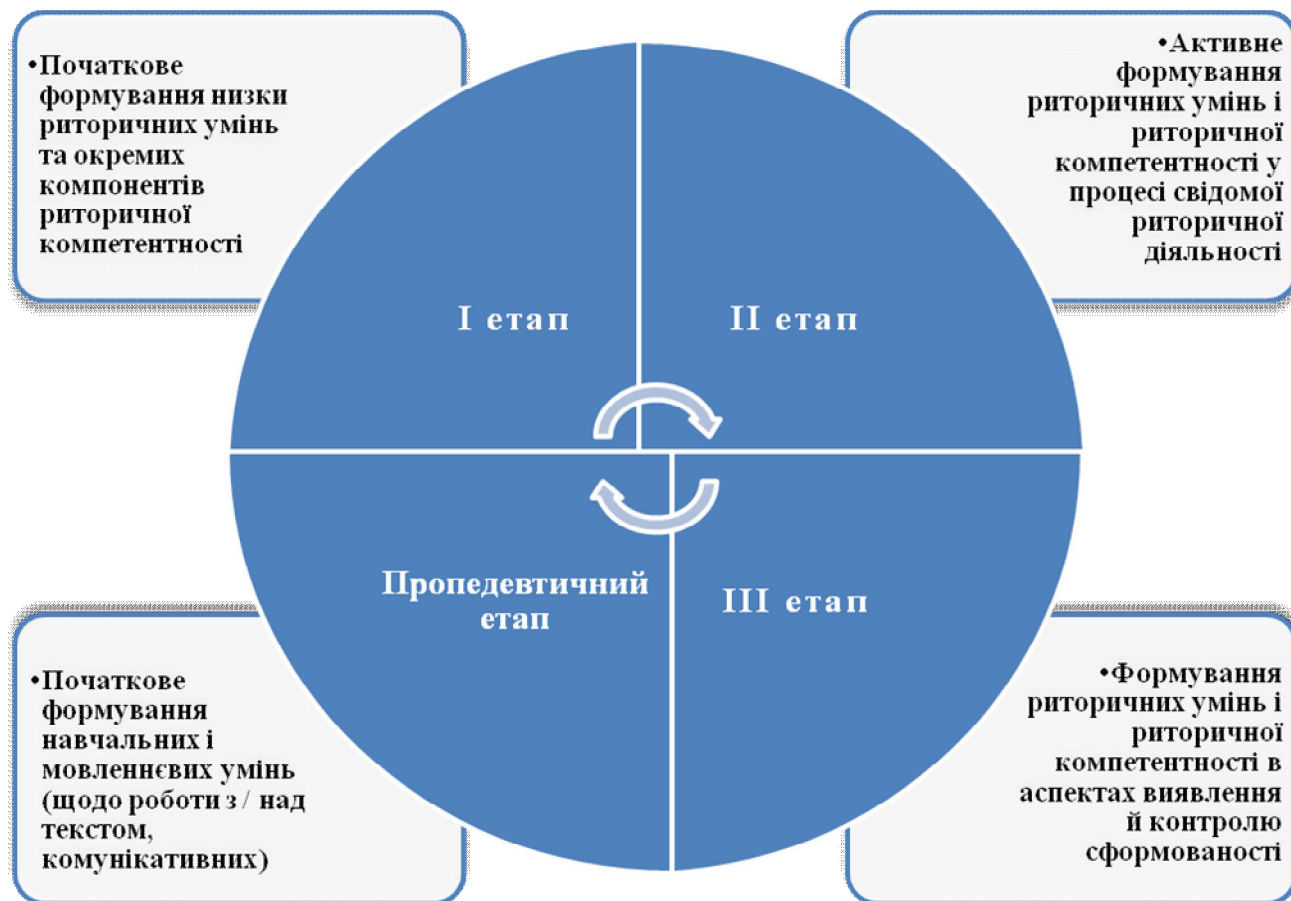 •Початкове
формування низки
риторичних умінь
та окремих
компонентів
риторичної
компетентності
•Активне
формування
риторичних умінь і
риторичної
компетентності у
процесі свідомої
риторичної
діяльності
I етап
II етап
Пропедевтичний
етап
III етап
•Початкове
формування
навчальних і
мовленнєвих умінь
(щодо роботи з / над
текстом,
комунікативних)
•Формування
риторичних умінь і
риторичної
компетентності в
аспектах виявлення
й контролю
сформованості